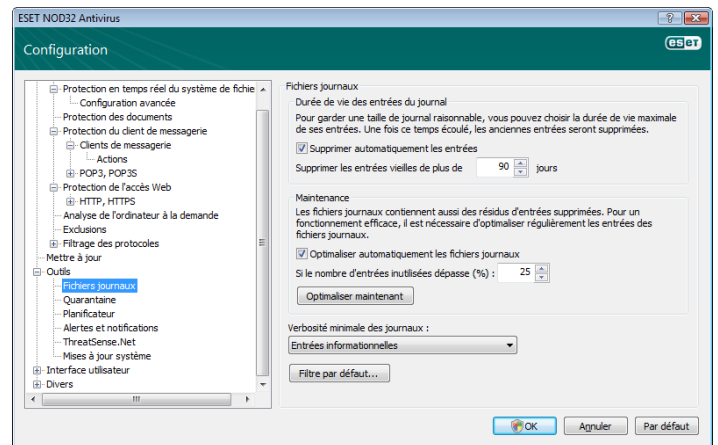 ESET NOD32 Antivirus
Configuration
eseT
Protection en temps réel du système de fichie
Configuration avancée
Protection des documents
Protection du client de messagerie
Clients de messagerie
Actions
POP3, POP3S
Protection de l'accès Web
HTTP, HTTPS
Analyse de l'ordinateur à la demande
Exclusions
Filtrage des protocoles
Mettre à jour
Outils
Fichiers journaux
Quarantaine
Planificateur
Alertes et notifications
ThreatSense.Net
Mises à jour système
Interface utilisateur
Divers
Fichiers journaux
Durée de vie des entrées du journal
Pour garder une taille de journal raisonnable, vous pouvez choisir la durée de vie maximale
de ses entrées. Une fois ce temps écoulé, les anciennes entrées seront supprimées.
Supprimer automatiquement les entrées
Supprimer les entrées vieilles de plus de 90 jours
Maintenance
Les fichiers journaux contiennent aussi des résidus d'entrées supprimées. Pour un
fonctionnement efficace, il est nécessaire d'optimaliser régulièrement les entrées des
fichiers journaux.
Optimaliser automatiquement les fichiers journaux
Si le nombre d'entrées inutilisées dépasse (%) : 25
Optimaliser maintenant
Verbosité minimale des journaux :
Entrées informationnelles
Filtre par défaut...
OK Annuler Par défaut